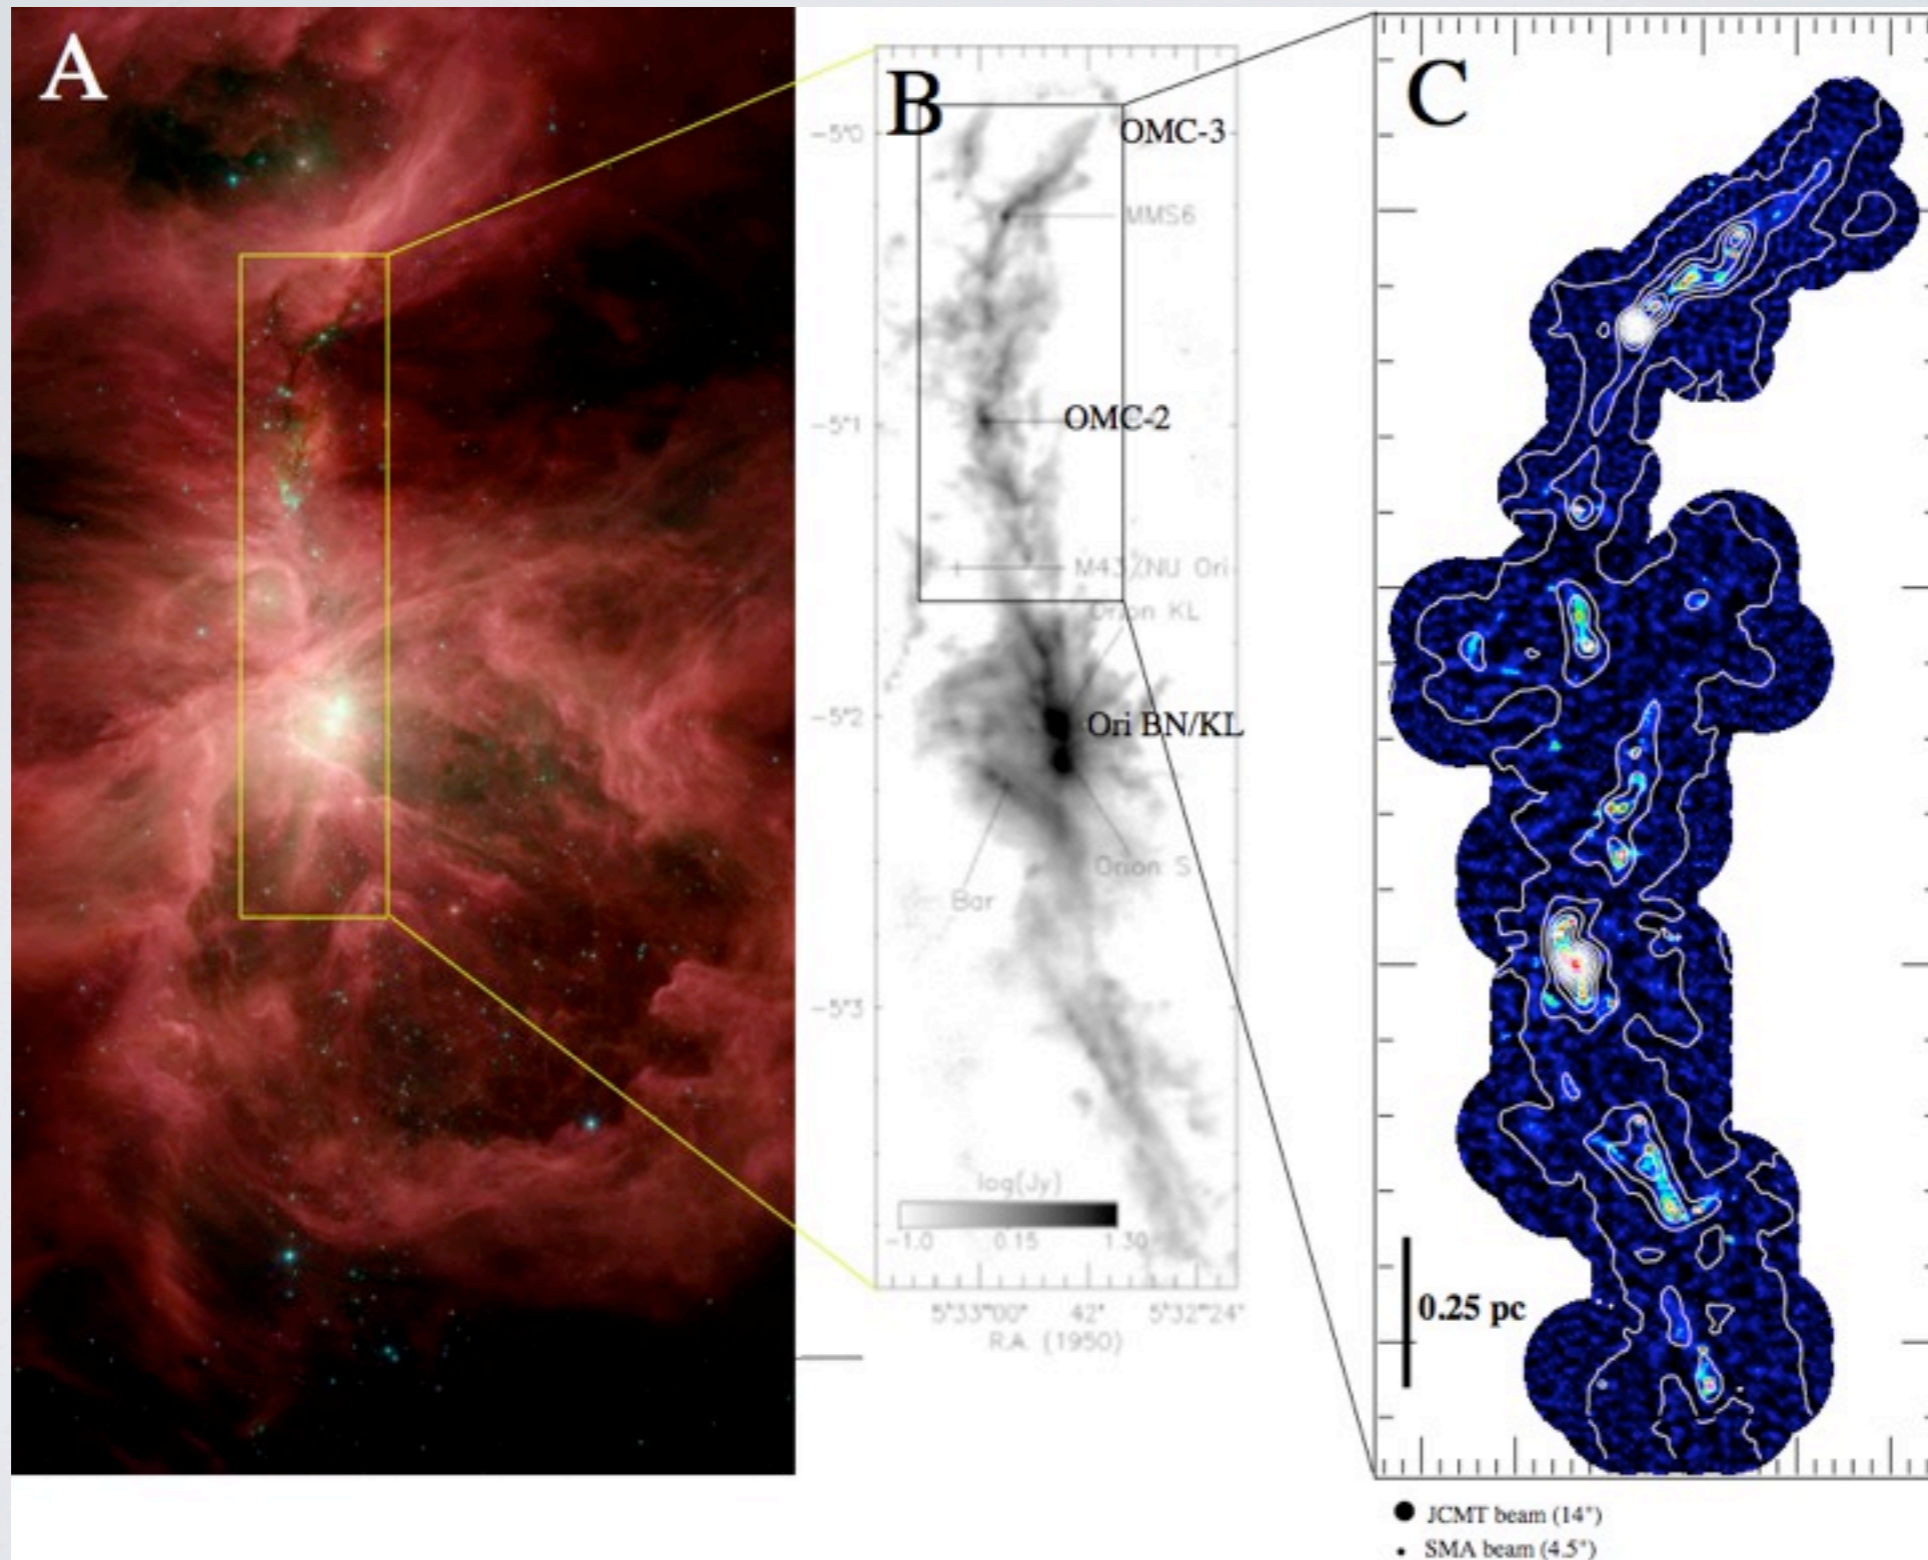 A
B
OMC-3
-5°0
MMS6
OMC-2
-5°1
M43/NU Ori
Orion KL
-5°2
Ori BN/KL
Orion S
Bar
-5°3
log(Jy)
-1.0 0.15 1.30
5ʰ33ᵐ00ˢ 42ˢ 5ʰ32ᵐ24ˢ
R.A. (1950)
C
0.25 pc
JCMT beam (14")
SMA beam (4.5")